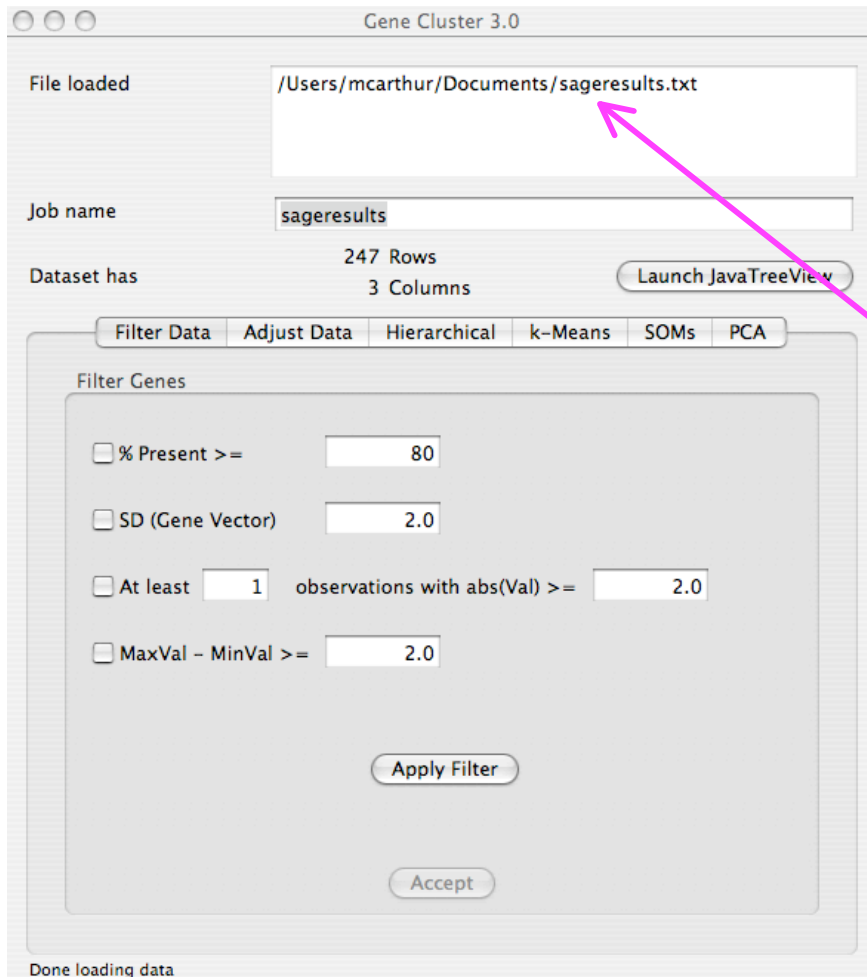 Gene Cluster 3.0
File loaded
/Users/mcarthur/Documents/sageresults.txt
Job name
sageresults
Dataset has
247 Rows
3 Columns
Launch JavaTreeView
Filter Data Adjust Data Hierarchical k-Means SOMs PCA
Filter Genes
% Present >= 80
SD (Gene Vector) 2.0
At least 1 observations with abs(Val) >= 2.0
MaxVal - MinVal >= 2.0
Apply Filter
Accept
Done loading data